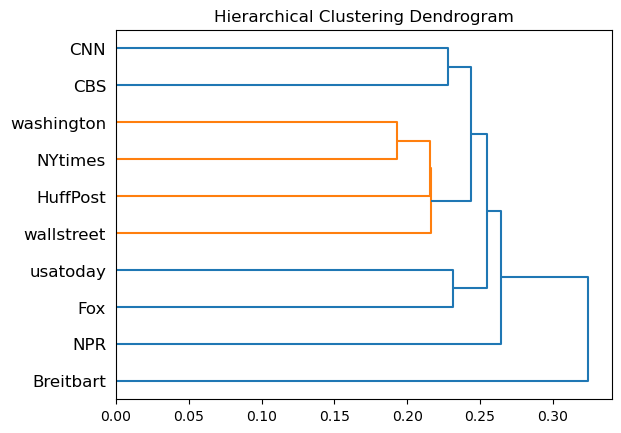 Hierarchical Clustering Dendrogram
CNN
CBS
washington
NYtimes
HuffPost
wallstreet
usatoday
Fox
NPR
Breitbart
0.00 0.05 0.10 0.15 0.20 0.25 0.30